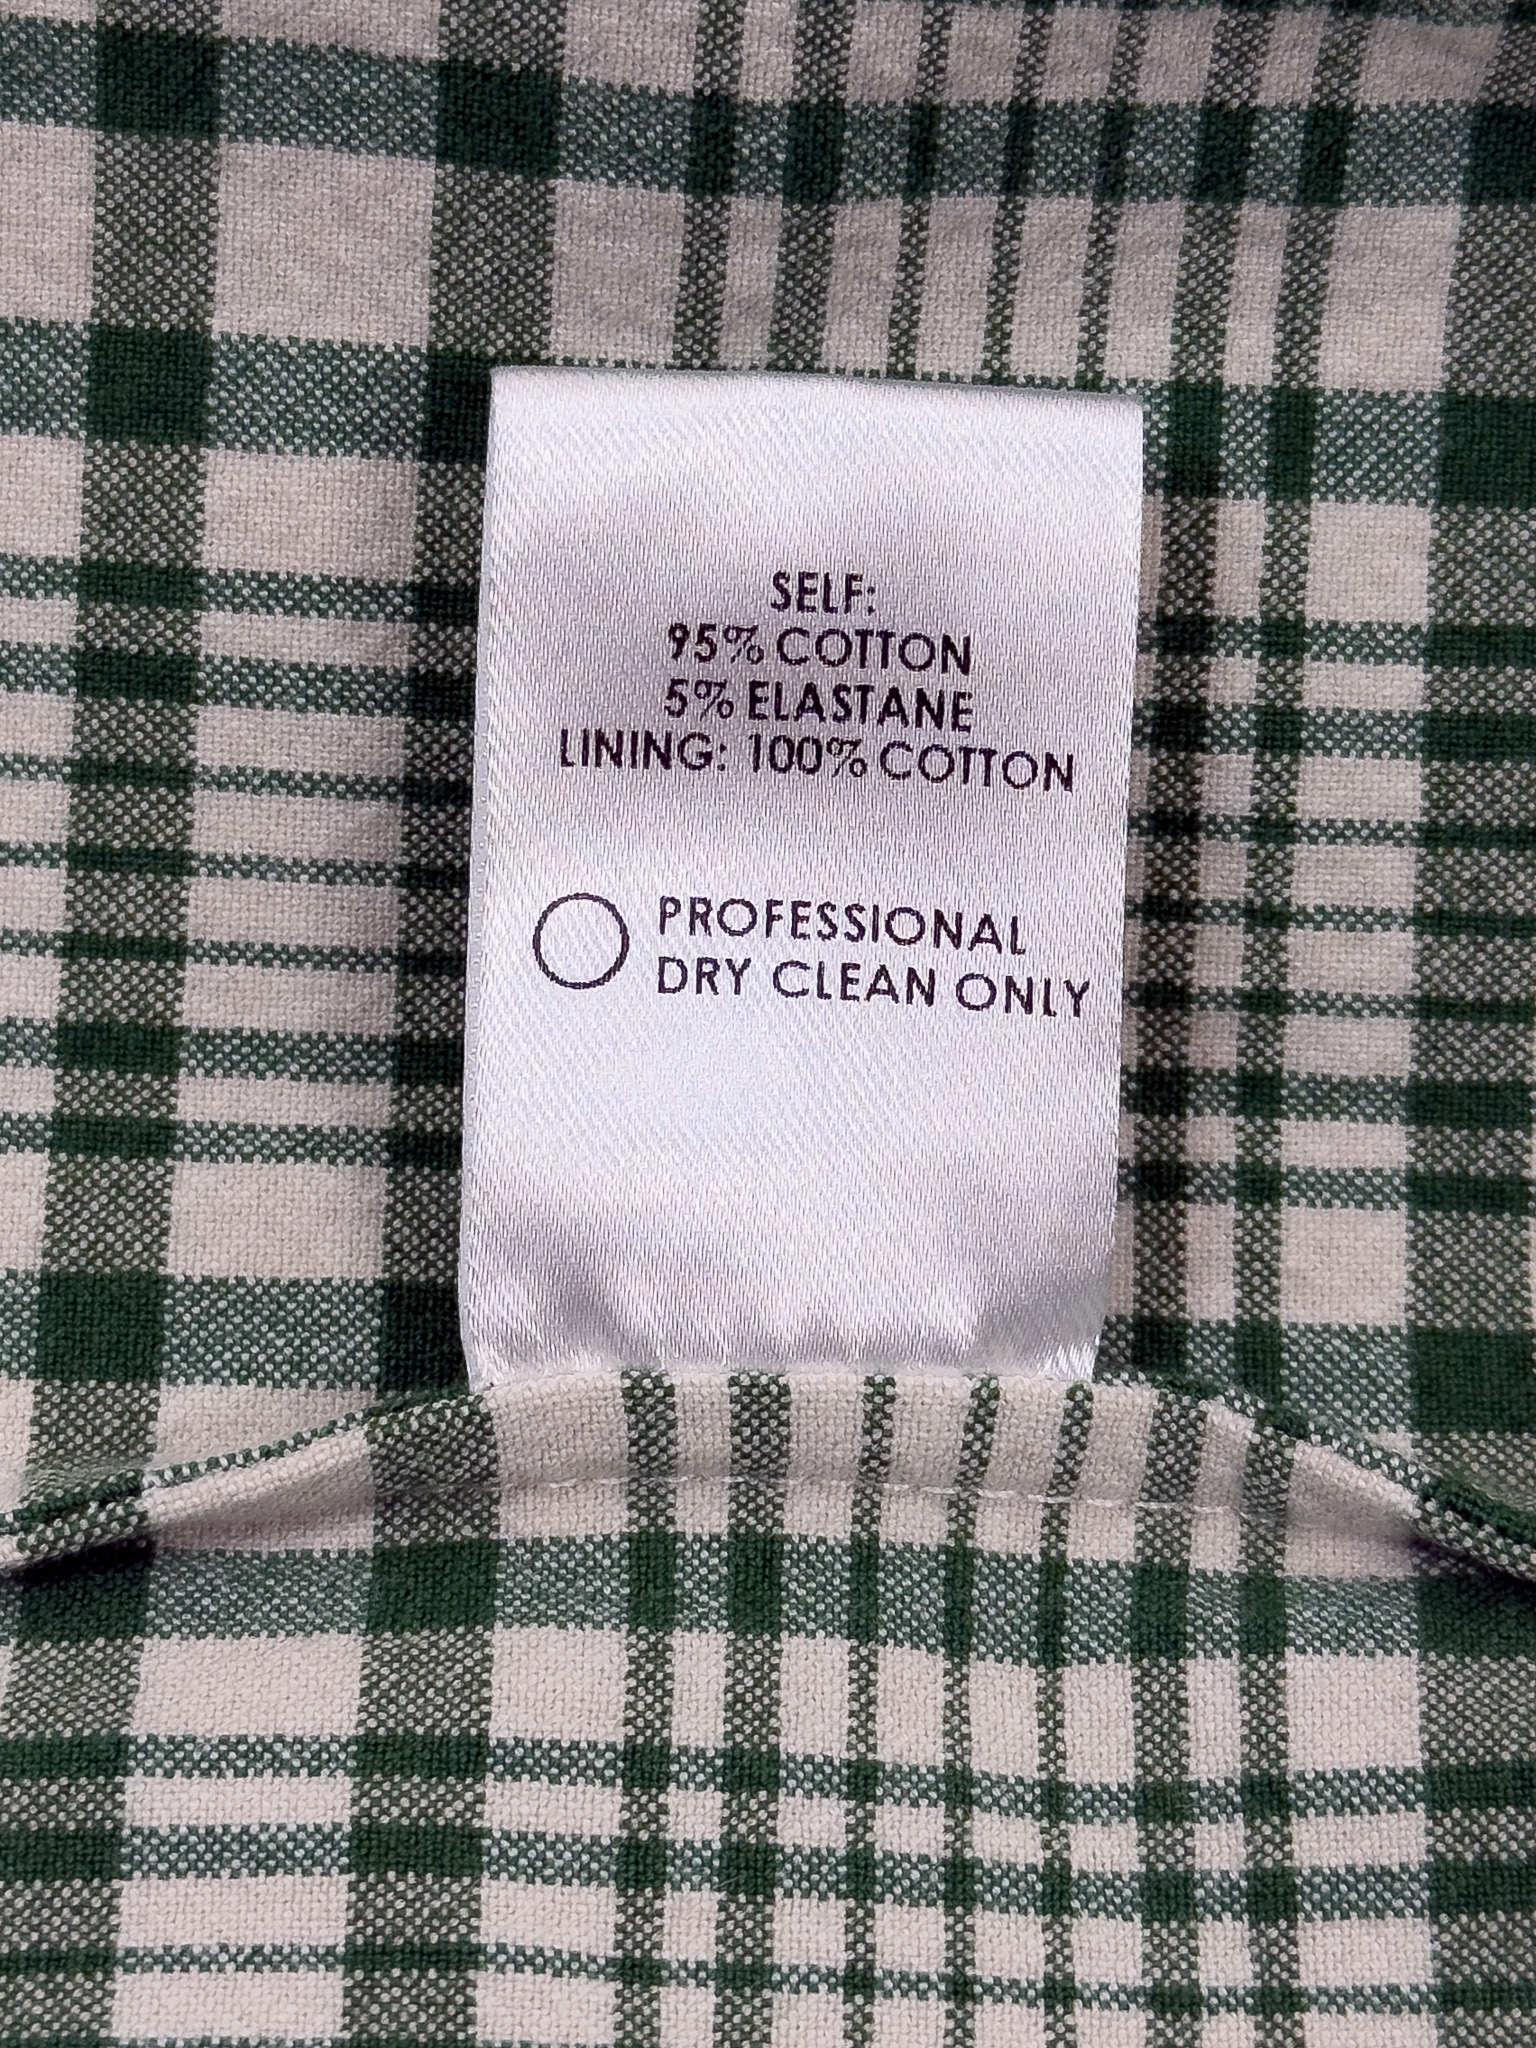 SELF:
95% COTTON
5% ELASTANE
LINING: 100% COTTON
PROFESSIONAL
DRY CLEAN ONLY